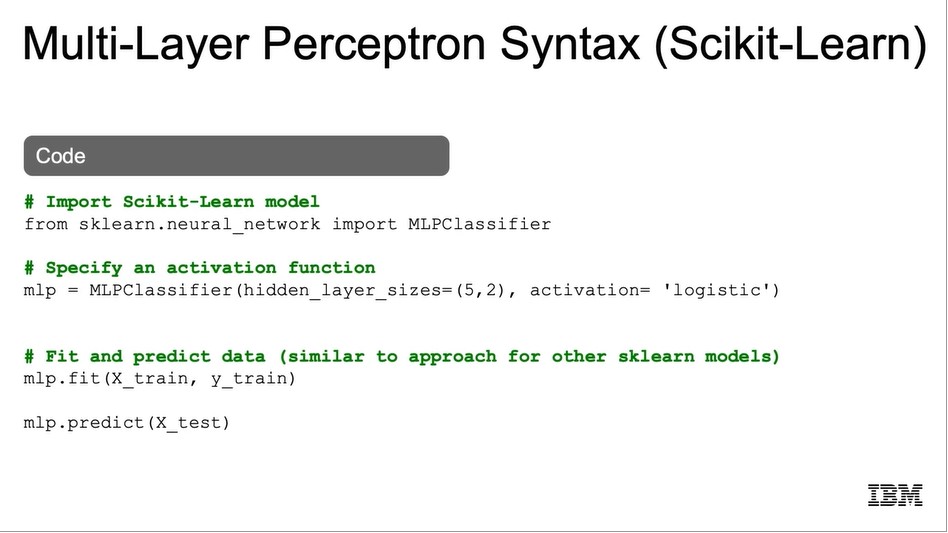 Multi-Layer Perceptron Syntax (Scikit-Learn)
Code
# Import Scikit-Learn model
from sklearn.neural_network import MLPClassifier
# Specify an activation function
mlp = MLPClassifier(hidden_layer_sizes=(5,2), activation= 'logistic')
# Fit and predict data (similar to approach for other sklearn models)
mlp.fit(X_train, y_train)
mlp.predict(X_test)
IBM